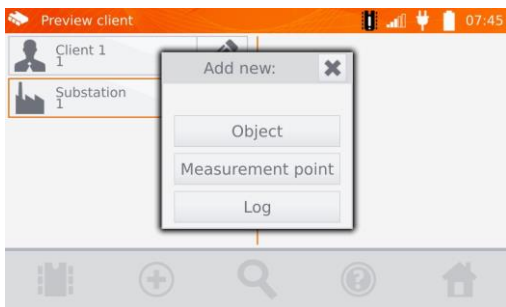 Preview client
07:45
Client 1
1
Substation
1
Add new:
Object
Measurement point
Log